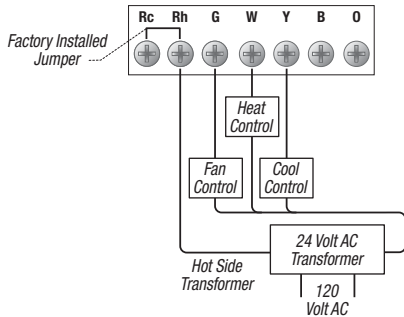 Rc Rh G W Y B O
Factory Installed
Jumper
Heat
Control
Fan
Control
Cool
Control
24 Volt AC
Transformer
Hot Side
Transformer
120
Volt AC